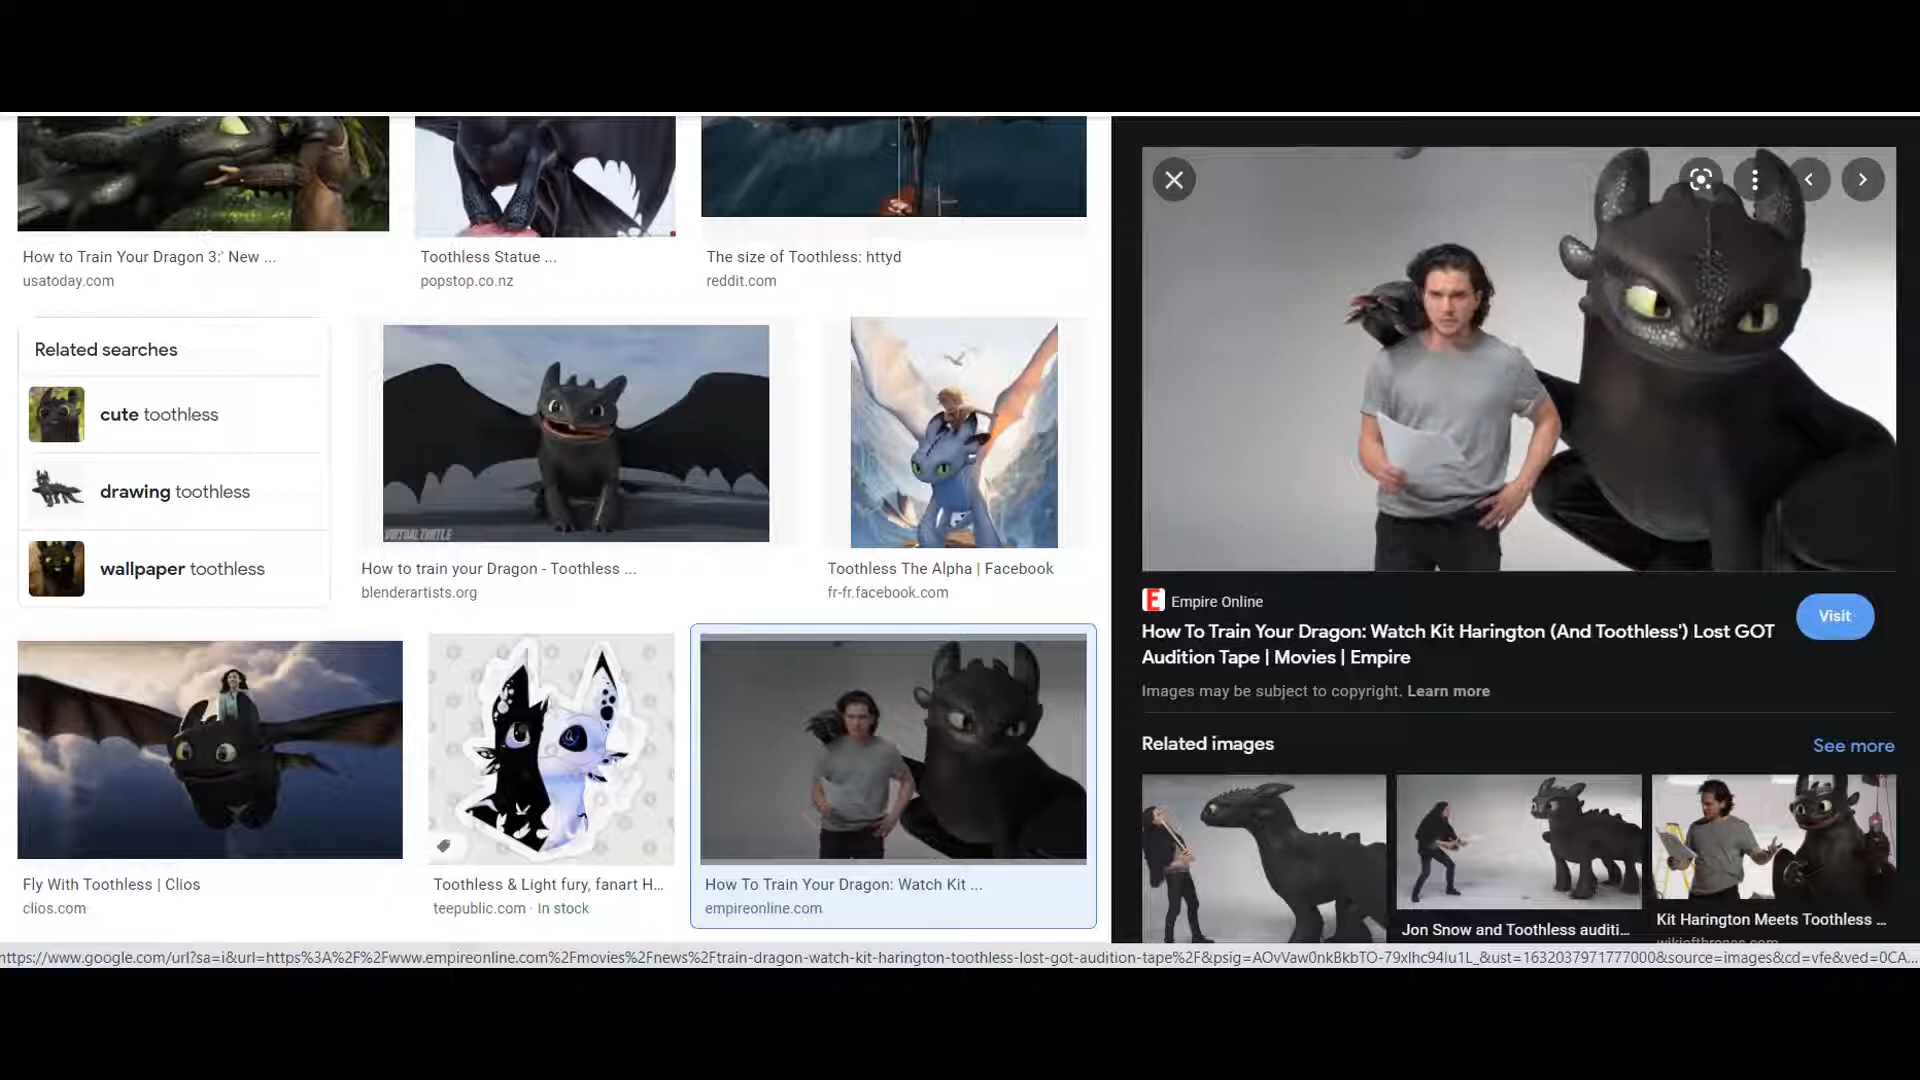 How to Train Your Dragon 3:' New ...
usatoday.com
Toothless Statue ...
popstop.co.nz
The size of Toothless: httyd
reddit.com
Related searches
cute toothless
drawing toothless
wallpaper toothless
VIRTUALTURTLE
How to train your Dragon - Toothless ...
blenderartists.org
Toothless The Alpha | Facebook
fr-fr.facebook.com
Fly With Toothless | Clios
clios.com
Toothless & Light fury, fanart H...
teepublic.com · In stock
How To Train Your Dragon: Watch Kit ...
empireonline.com
E Empire Online
How To Train Your Dragon: Watch Kit Harington (And Toothless') Lost GOT
Audition Tape | Movies | Empire
Visit
Images may be subject to copyright. Learn more
Related images
See more
Jon Snow and Toothless auditi...
Kit Harington Meets Toothless ...
wikiofthrones.com
https://www.google.com/url?sa=i&url=https%3A%2F%2Fwww.empireonline.com%2Fmovies%2Fnews%2Ftrain-dragon-watch-kit-harington-toothless-lost-got-audition-tape%2F&psig=AOvVaw0nkBkbTO-79xlhc94Iu1L_&ust=1632037971777000&source=images&cd=vfe&ved=0CA...